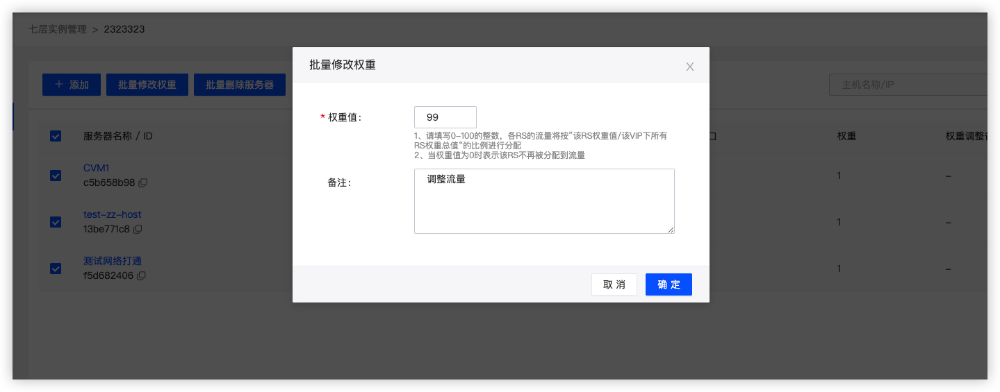 七层实例管理 > 2323323
批量修改权重
X
+ 添加
批量修改权重
批量删除服务器
主机名称/IP
* 权重值：
99
1、请填写0-100的整数，各RS的流量将按”该RS权重值/该VIP下所有
RS权重总值“的比例进行分配
2、当权重值为0时表示该RS不再被分配到流量
服务器名称 / ID
口
权重
权重调整
CVM1
c5b658b98
1
-
备注：
调整流量
test-zz-host
13be771c8
1
-
测试网络打通
f5d682406
1
-
取 消
确 定